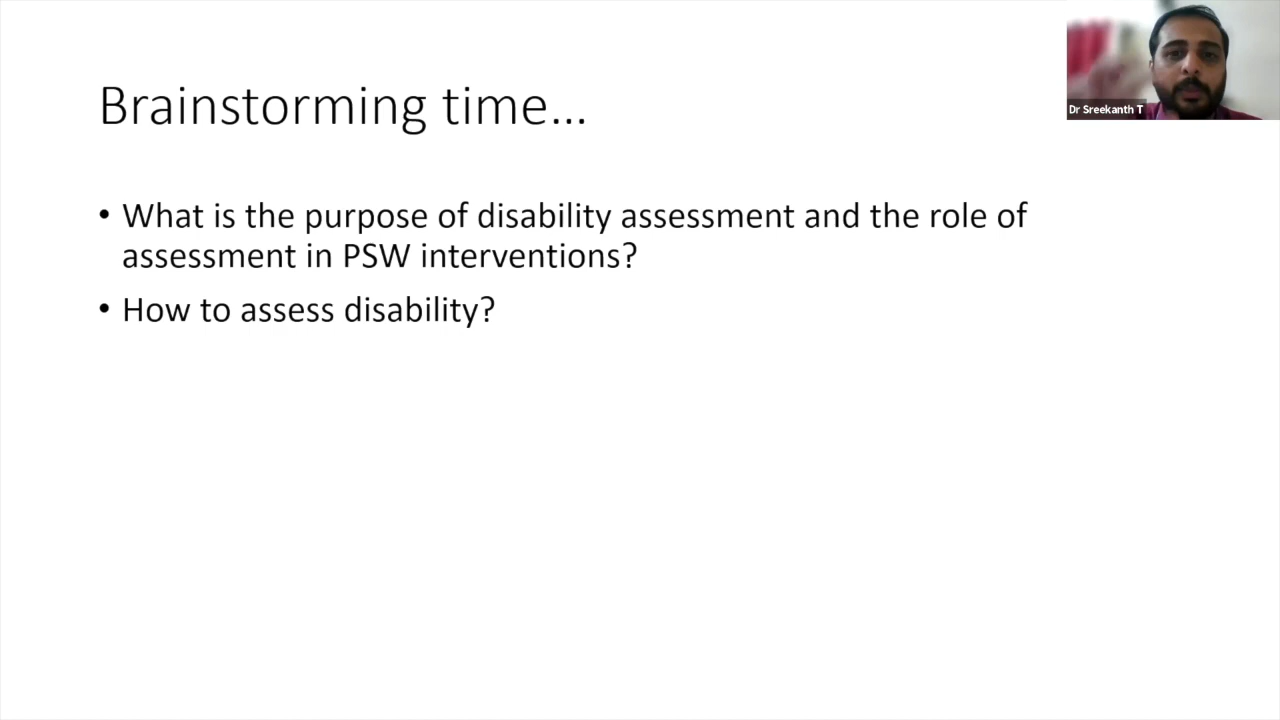 Brainstorming time...
Dr Sreekanth T
• What is the purpose of disability assessment and the role of
assessment in PSW interventions?
• How to assess disability?